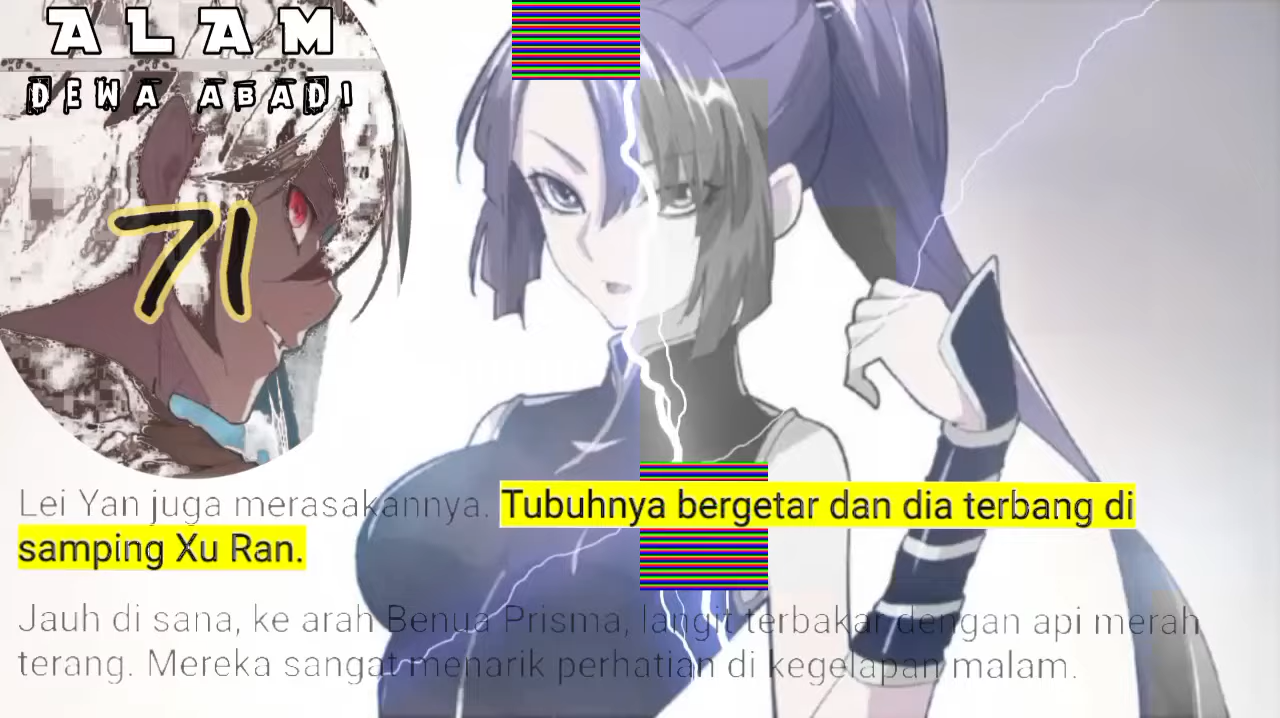 ALAM
DEWA ABADI
71
Lei Yan juga merasakannya. Tubuhnya bergetar dan dia terbang di
samping Xu Ran.
Jauh di sana, ke arah Benua Prisma, langit terbakar dengan api merah
terang. Mereka sangat menarik perhatian di kegelapan malam.